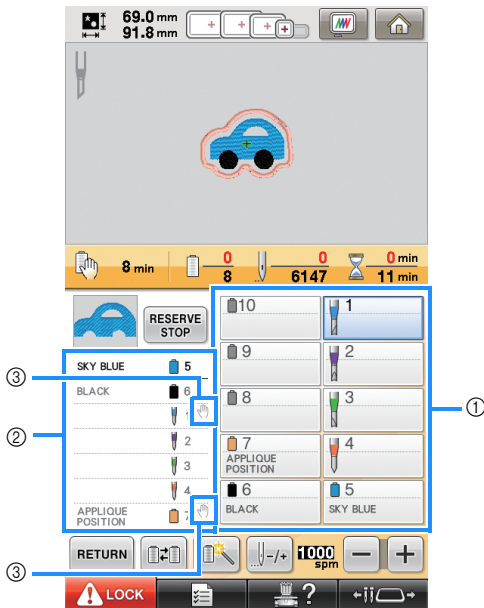 69.0 mm
91.8 mm
8 min
0
8
0
6147
0 min
11 min
RESERVE
STOP
10
1
9
2
8
3
7
APPLIQUE
POSITION
4
6
BLACK
5
SKY BLUE
SKY BLUE 5
BLACK 6
1
2
3
4
APPLIQUE
POSITION 7
③
②
①
③
RETURN
-/+
1000
spm
−
+
LOCK
?